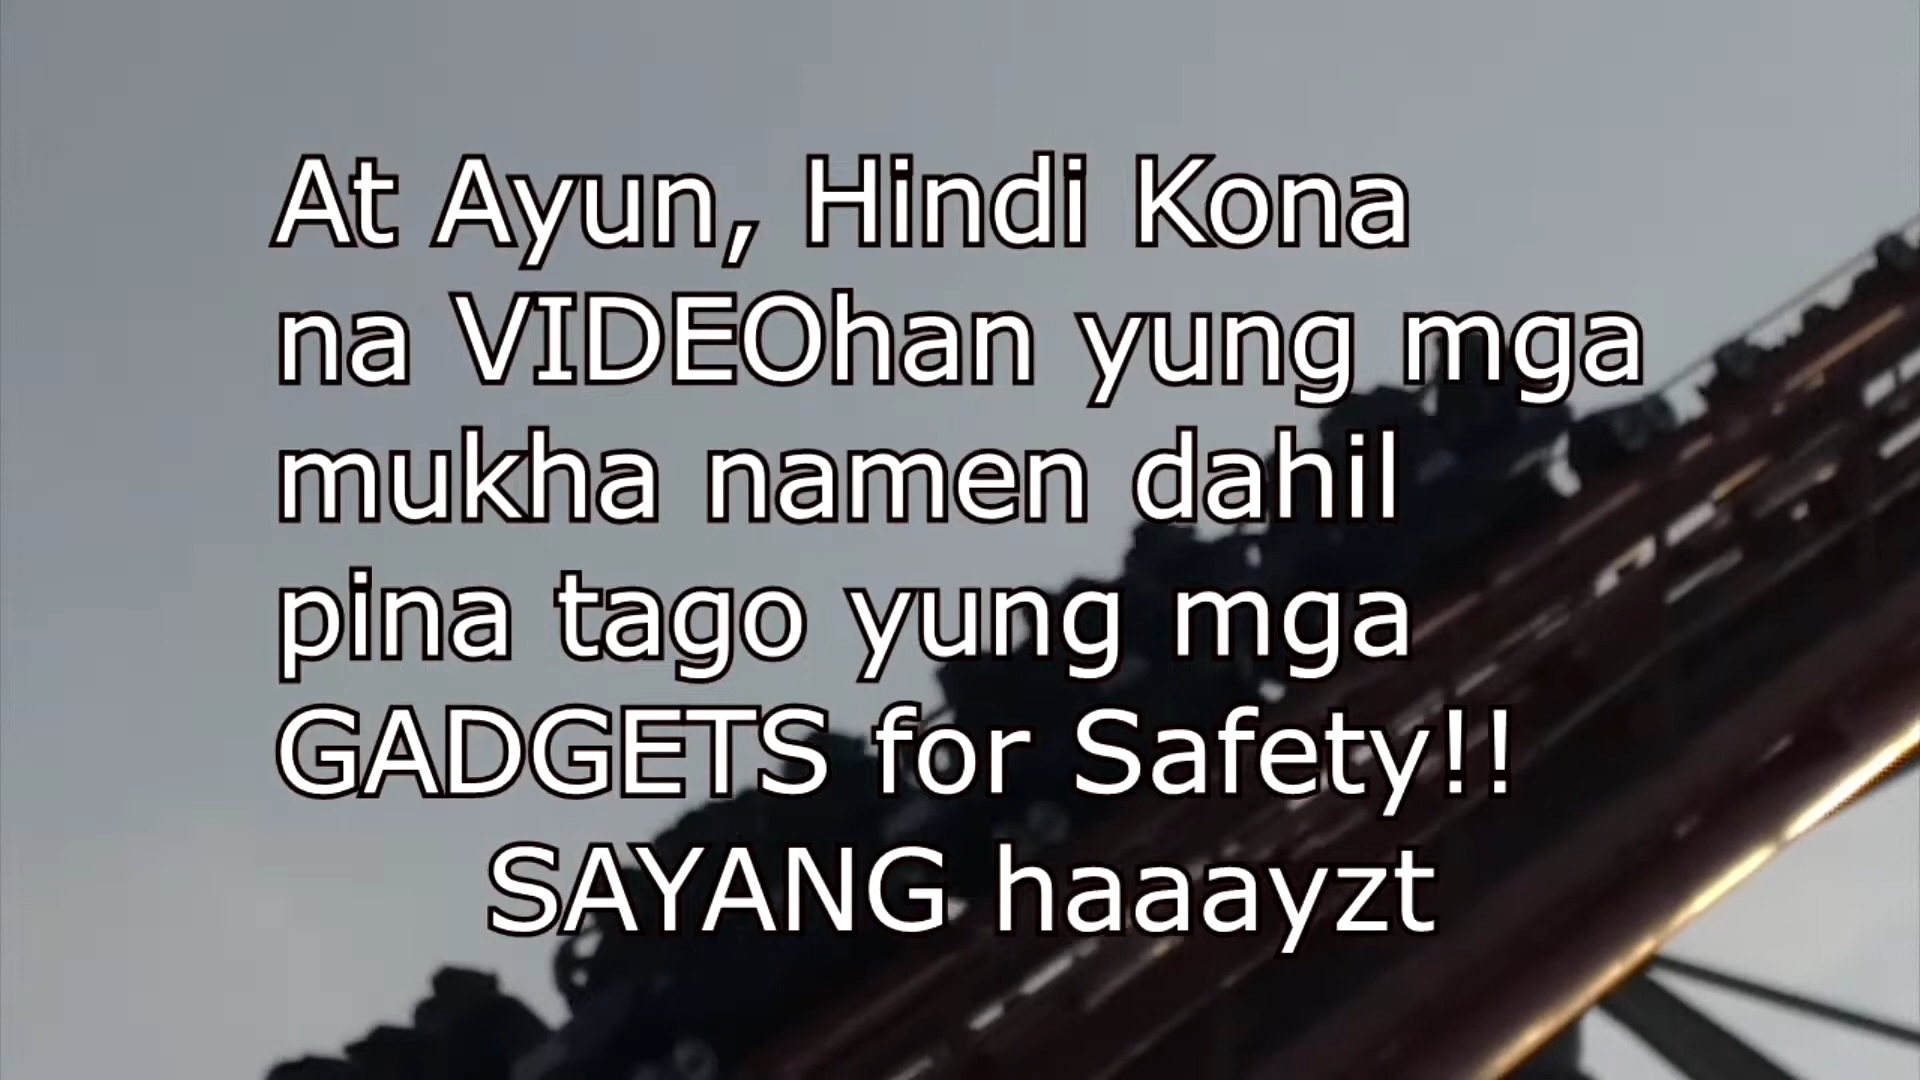 At Ayun, Hindi Kona
na VIDEOhan yung mga
mukha namen dahil
pina tago yung mga
GADGETS for Safety!!
SAYANG haaayzt